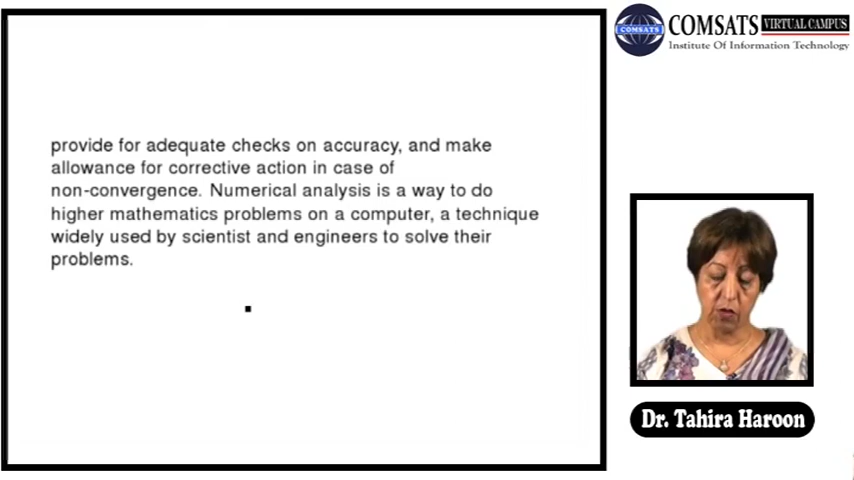 COMSATS VIRTUAL CAMPUS
COMSATS
Institute Of Information Technology
provide for adequate checks on accuracy, and make
allowance for corrective action in case of
non-convergence. Numerical analysis is a way to do
higher mathematics problems on a computer, a technique
widely used by scientist and engineers to solve their
problems.
Dr. Tahira Haroon